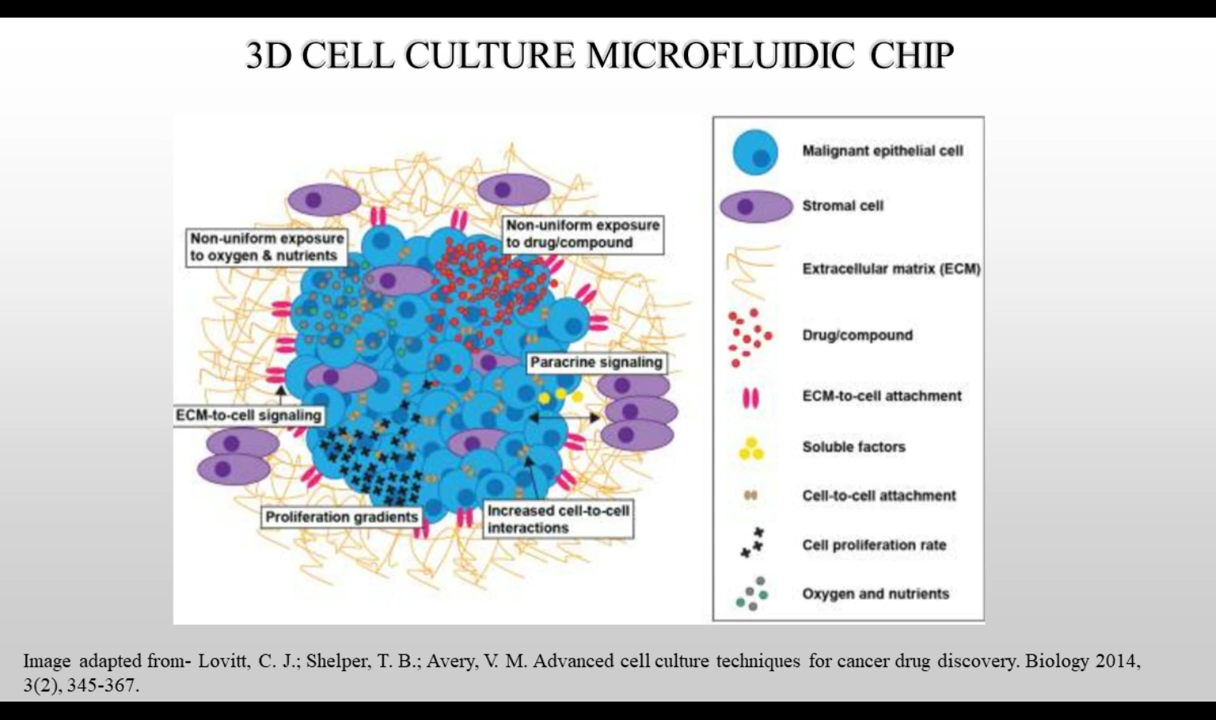 3D CELL CULTURE MICROFLUIDIC CHIP
Non-uniform exposure
to oxygen & nutrients
Non-uniform exposure
to drug/compound
Paracrine signaling
ECM-to-cell signaling
Proliferation gradients
Increased cell-to-cell
interactions
Malignant epithelial cell
Stromal cell
Extracellular matrix (ECM)
Drug/compound
ECM-to-cell attachment
Soluble factors
Cell-to-cell attachment
Cell proliferation rate
Oxygen and nutrients
Image adapted from- Lovitt, C. J.; Shelper, T. B.; Avery, V. M. Advanced cell culture techniques for cancer drug discovery. Biology 2014,
3(2), 345-367.